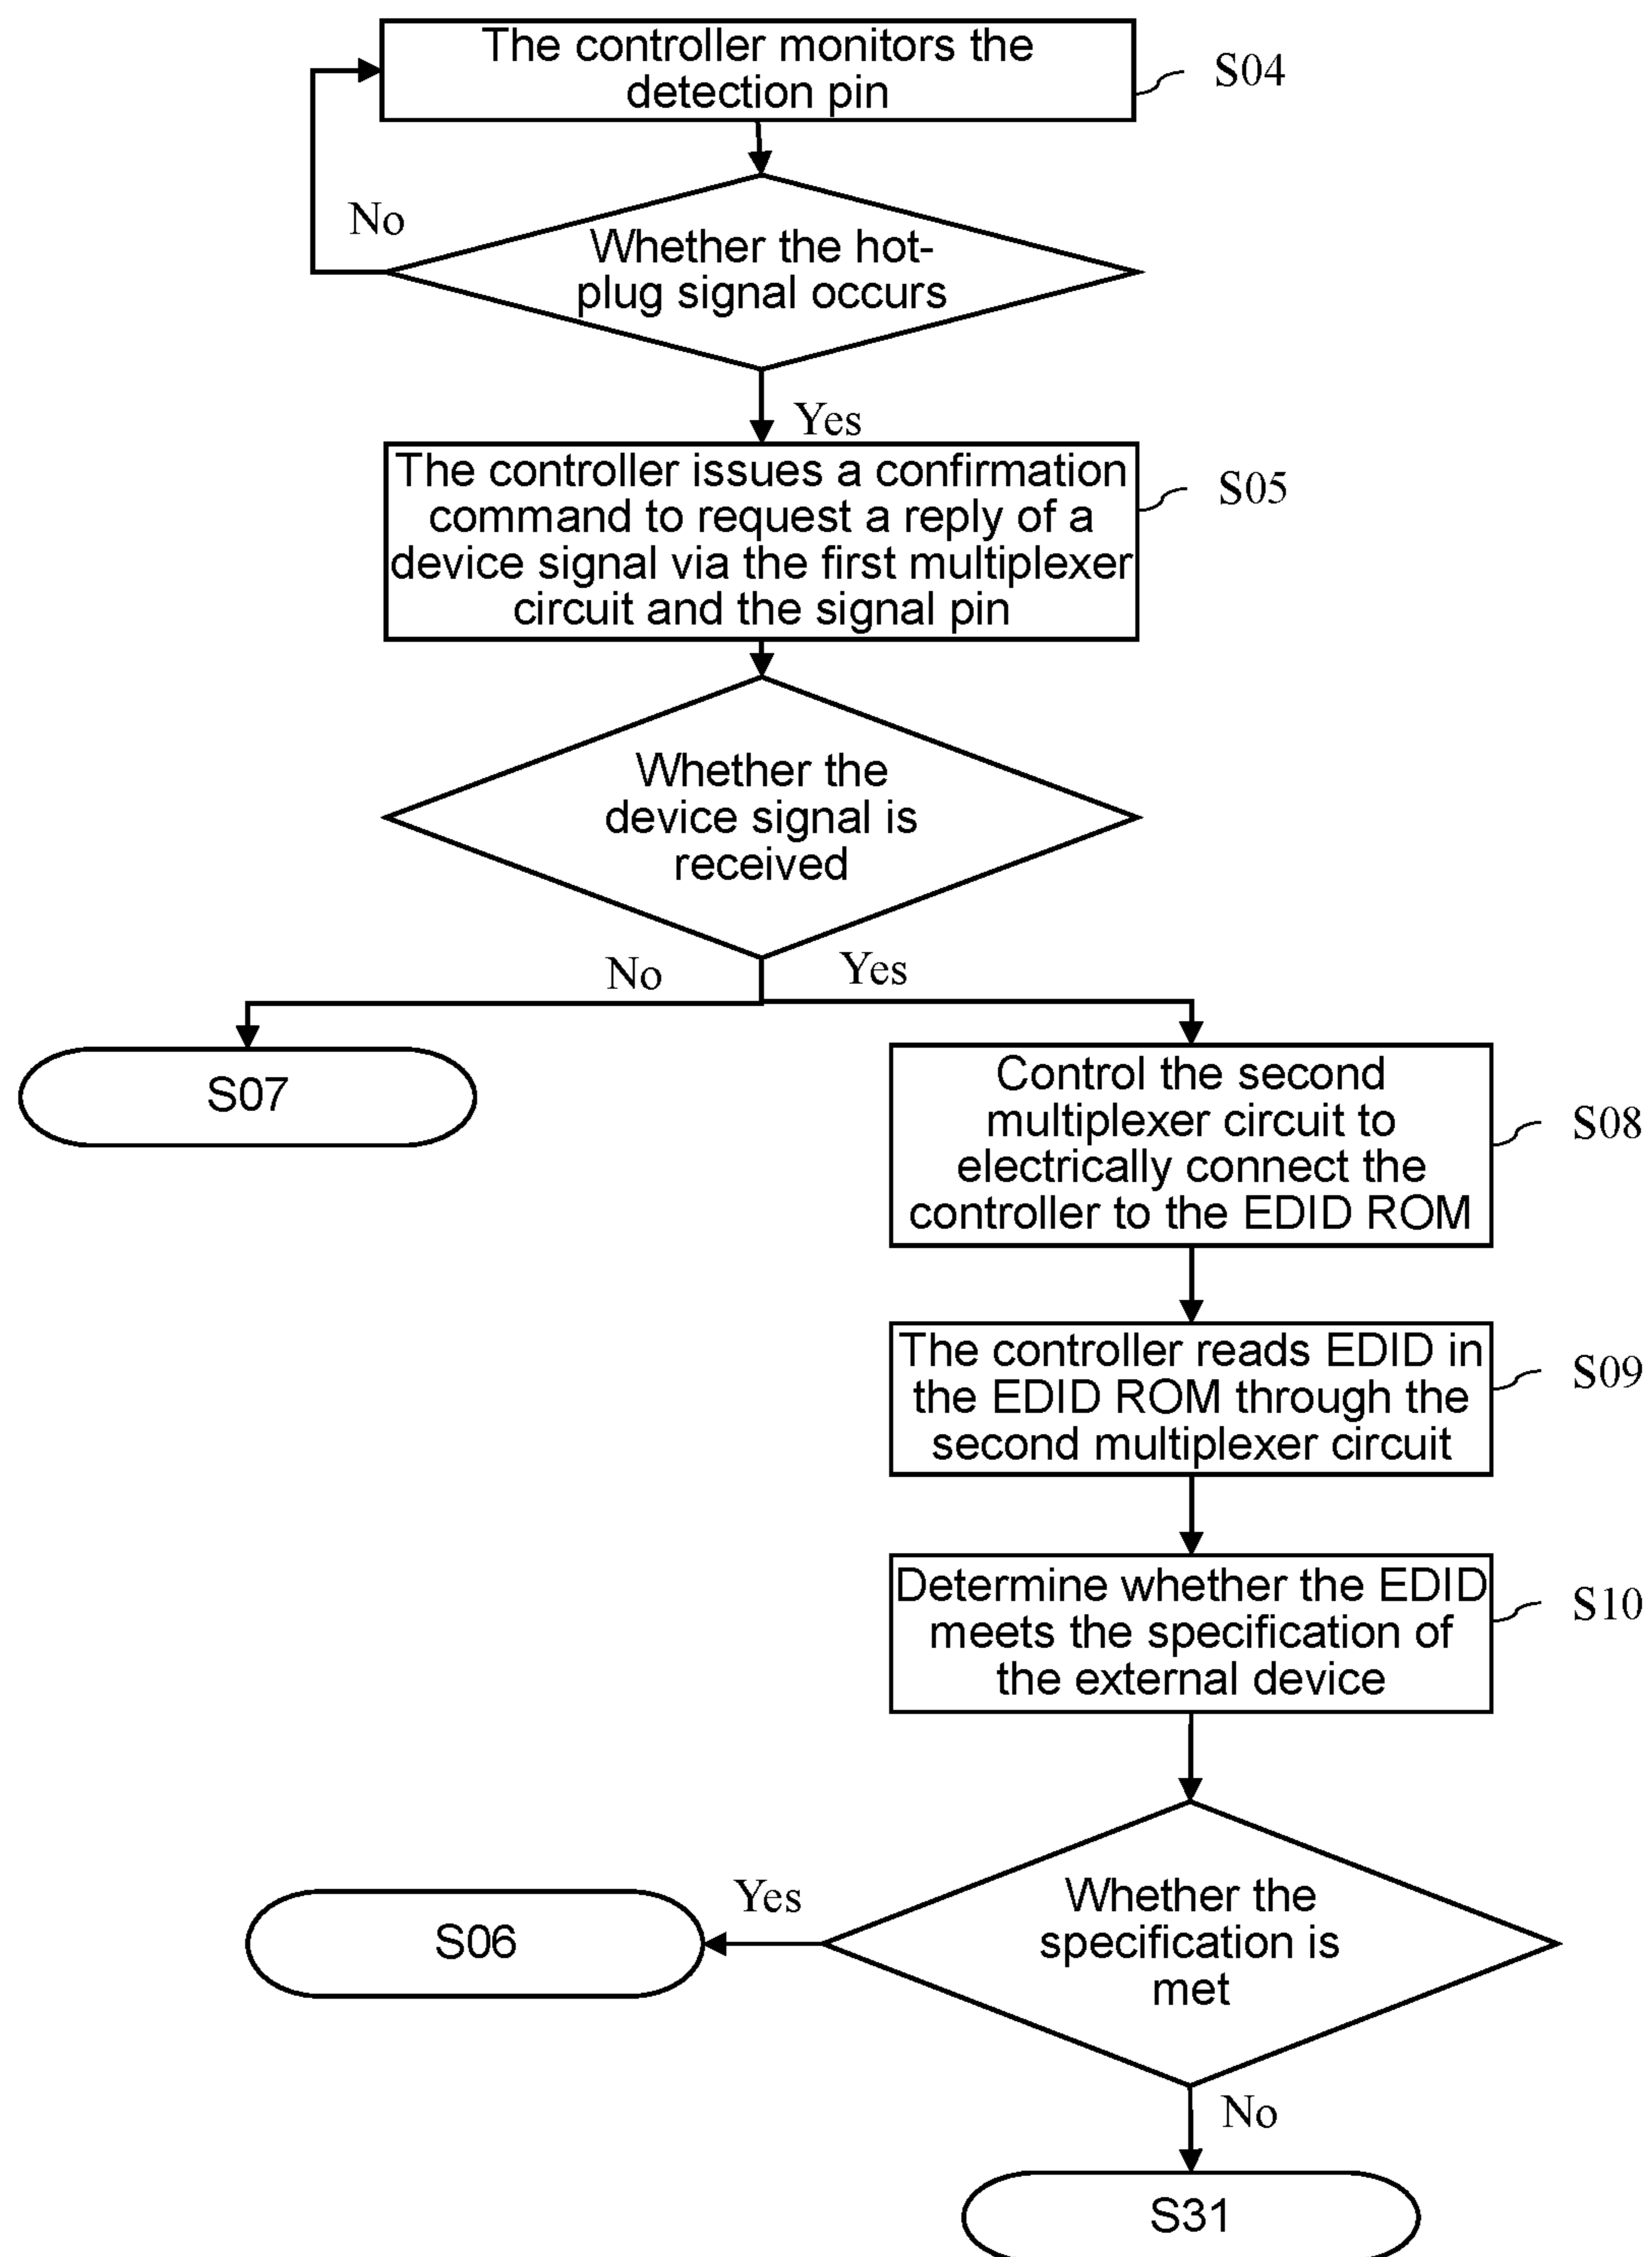 The controller monitors the
detection pin
S04
No
Whether the hot-
plug signal occurs
Yes
The controller issues a confirmation
command to request a reply of a
device signal via the first multiplexer
circuit and the signal pin
S05
Whether the
device signal is
received
No
Yes
S07
Control the second
multiplexer circuit to
electrically connect the
controller to the EDID ROM
S08
The controller reads EDID in
the EDID ROM through the
second multiplexer circuit
S09
Determine whether the EDID
meets the specification of
the external device
S10
Whether the
specification is
met
Yes
S06
No
S31